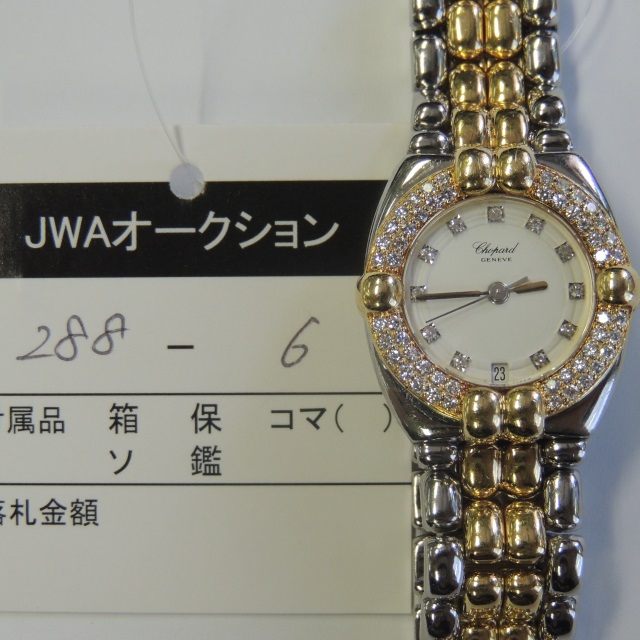 JWAオークション
288 - 6
属品 箱 保 コマ( )
ソ 鑑
落札金額
Chopard
GENEVE
23